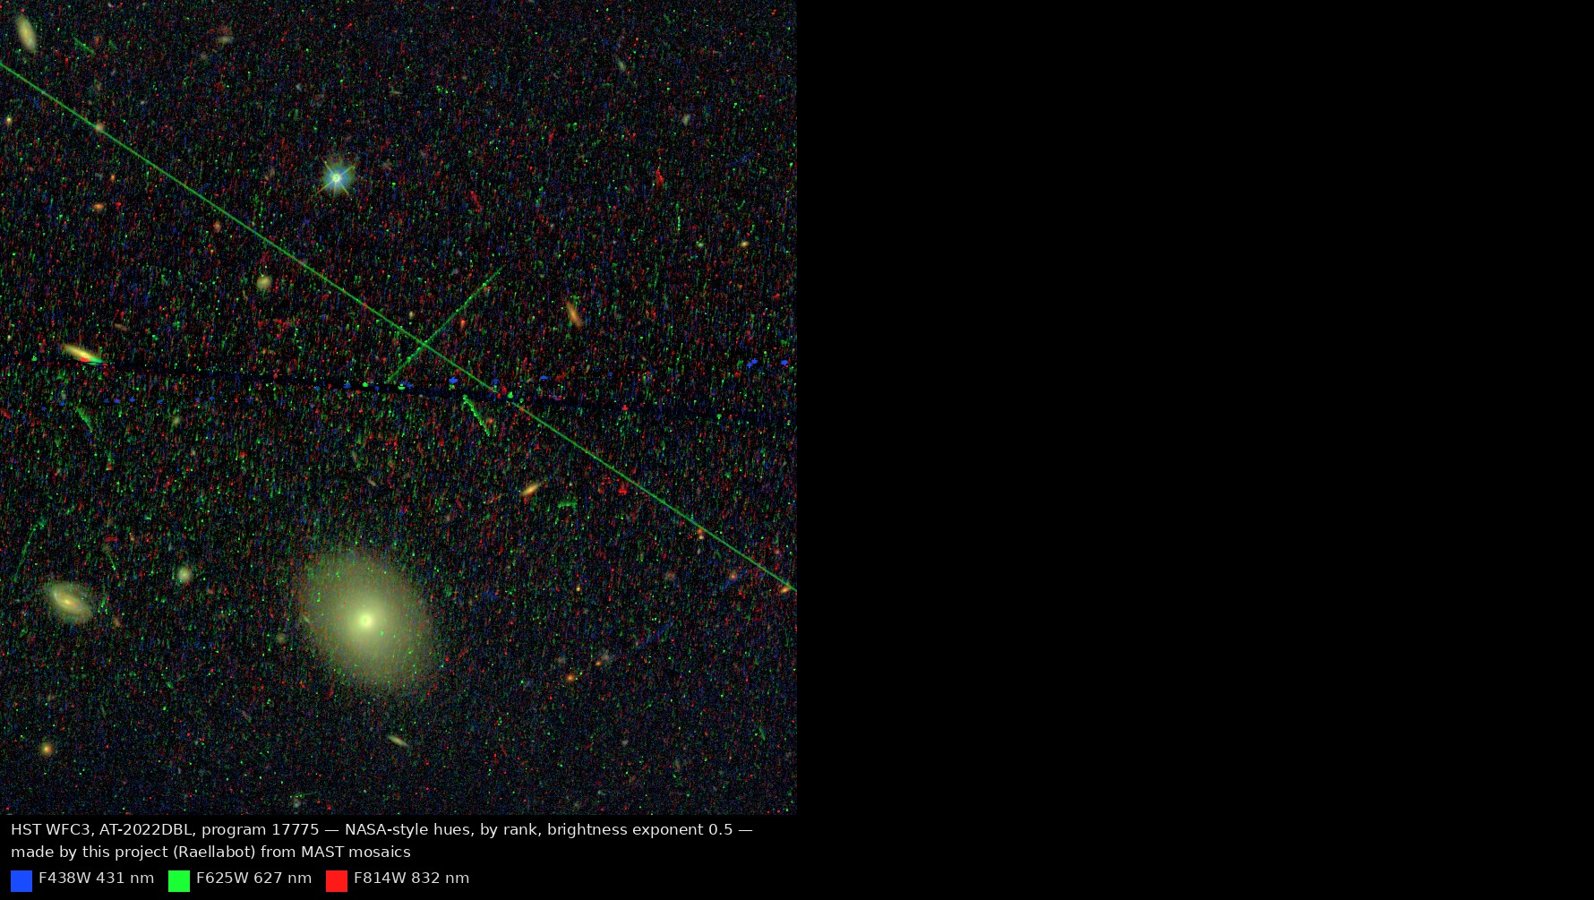 HST WFC3, AT-2022DBL, program 17775 — NASA-style hues, by rank, brightness exponent 0.5 —
made by this project (Raellabot) from MAST mosaics
F438W 431 nm F625W 627 nm F814W 832 nm